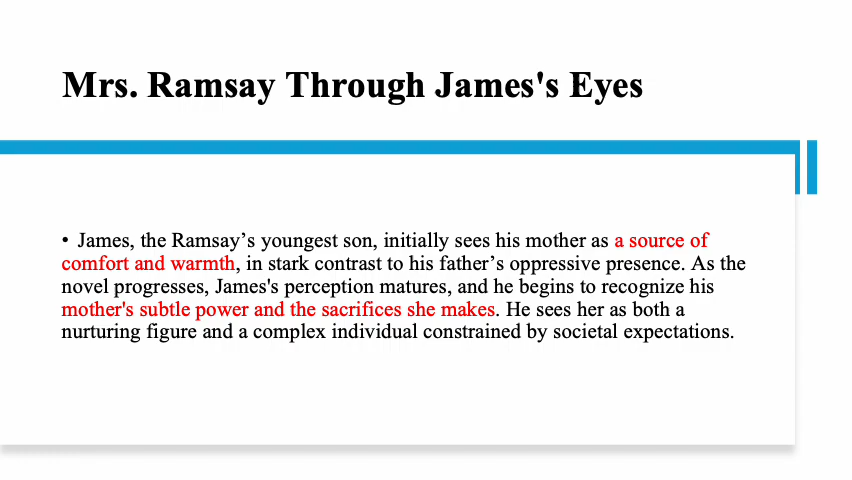 Mrs. Ramsay Through James's Eyes
• James, the Ramsay’s youngest son, initially sees his mother as a source of
comfort and warmth, in stark contrast to his father’s oppressive presence. As the
novel progresses, James's perception matures, and he begins to recognize his
mother's subtle power and the sacrifices she makes. He sees her as both a
nurturing figure and a complex individual constrained by societal expectations.